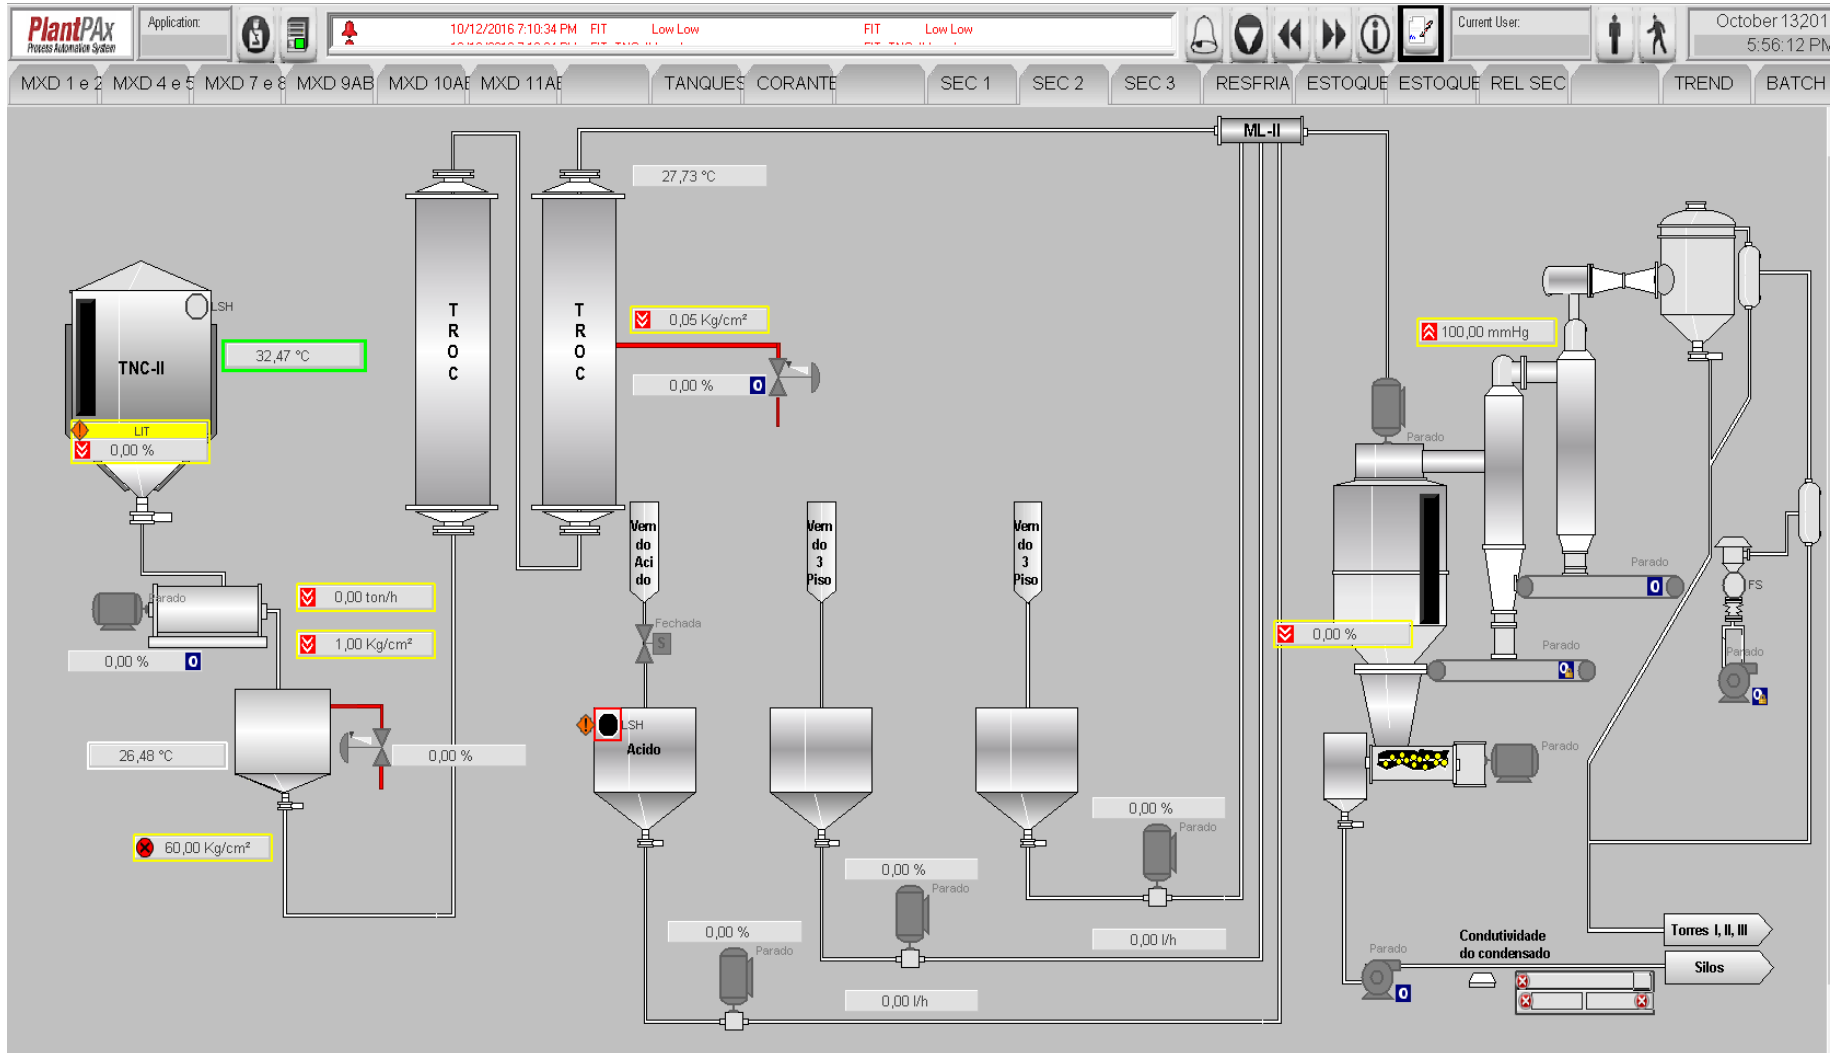 PlantPAx
Process Automation System
Application:
10/12/2016 7:10:34 PM FIT Low Low FIT Low Low
Current User:
October 13,201
5:56:12 PM
MXD 1 e 2
MXD 4 e 5
MXD 7 e 8
MXD 9AB
MXD 10AE
MXD 11AE
TANQUES
CORANTE
SEC 1
SEC 2
SEC 3
RESFRIA
ESTOQUE
ESTOQUE
REL SEC
TREND
BATCH
ML-II
27,73 °C
LSH
TNC-II
32,47 °C
LIT
0,00 %
TROC
TROC
0,05 Kg/cm²
0,00 %
0
100,00 mmHg
Parado
Vem
do
Aci
do
Vem
do
3
Piso
Vem
do
3
Piso
Parado
0
FS
Parado
0,00 ton/h
1,00 Kg/cm²
0,00 %
0
Fechada
S
0,00 %
Parado
0
Parado
0
LSH
Acido
26,48 °C
0,00 %
Parado
60,00 Kg/cm²
0,00 %
Parado
0,00 %
Parado
0,00 %
Parado
0,00 l/h
0,00 l/h
Parado
0
Condutividade
do condensado
Torres I, II, III
Silos